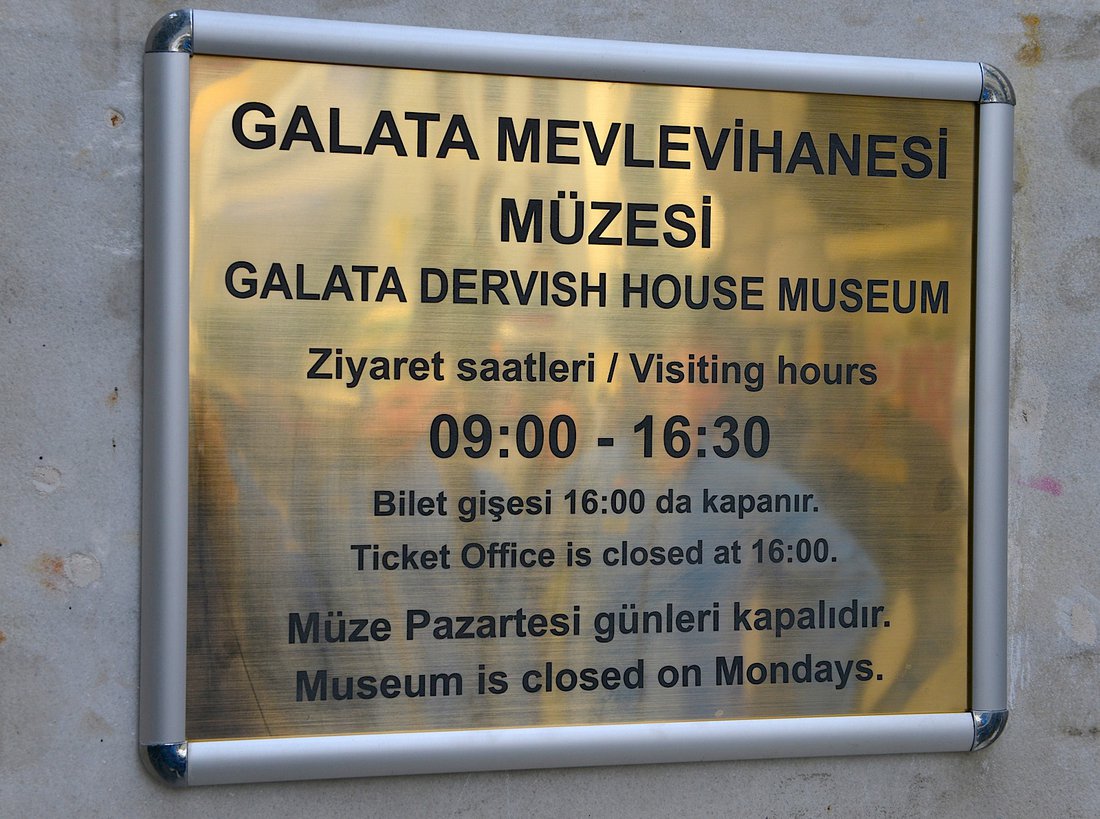 GALATA MEVLEVİHANESİ
MÜZESİ
GALATA DERVISH HOUSE MUSEUM
Ziyaret saatleri / Visiting hours
09:00 - 16:30
Bilet gişesi 16:00 da kapanır.
Ticket Office is closed at 16:00.
Müze Pazartesi günleri kapalıdır.
Museum is closed on Mondays.